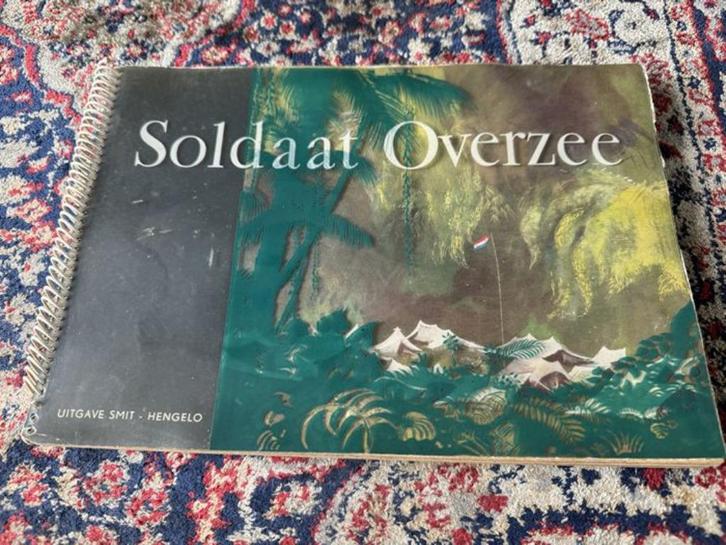 Soldaat Overzee
UITGAVE SMIT - HENGELO